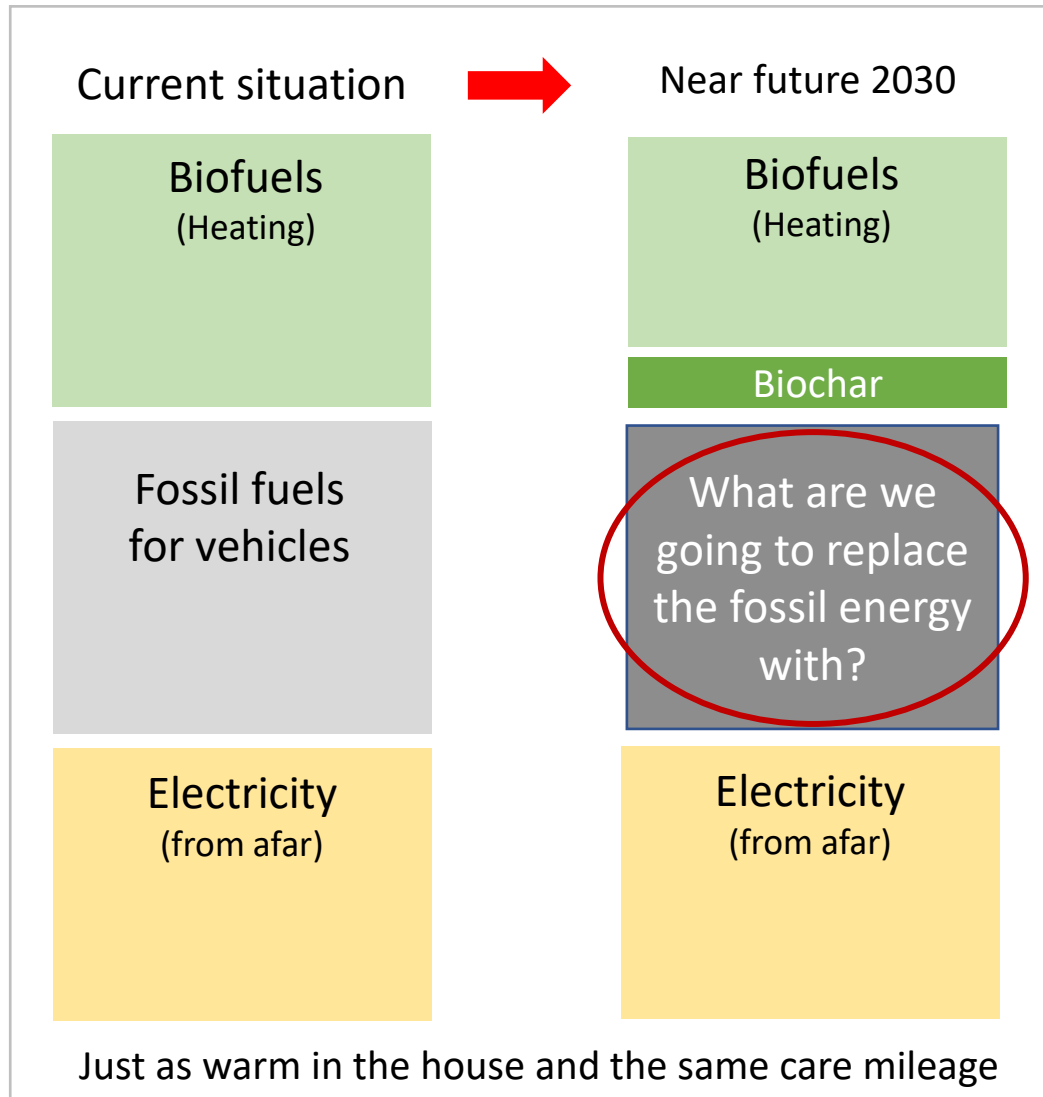 Current situation
Near future 2030
Biofuels
(Heating)
Fossil fuels
for vehicles
Electricity
(from afar)
Biofuels
(Heating)
Biochar
What are we
going to replace
the fossil energy
with?
Electricity
(from afar)
Just as warm in the house and the same care mileage